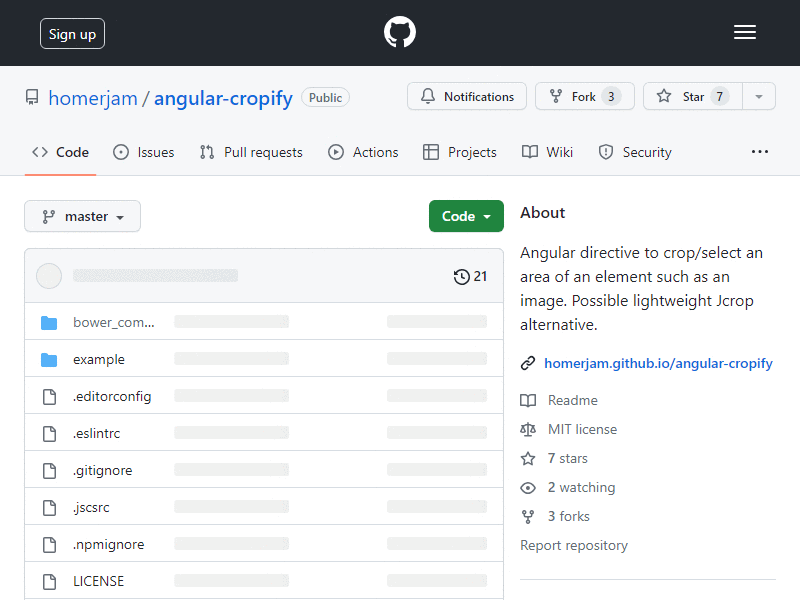 Sign up
homerjam / angular-cropify Public
Notifications Fork 3 Star 7
Code Issues Pull requests Actions Projects Wiki Security
master Code
21
bower_com...
example
.editorconfig
.eslintrc
.gitignore
.jscsrc
.npmignore
LICENSE
About
Angular directive to crop/select an
area of an element such as an
image. Possible lightweight Jcrop
alternative.
homerjam.github.io/angular-cropify
Readme
MIT license
7 stars
2 watching
3 forks
Report repository